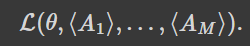 ℒ(θ, ⟨A₁⟩, …, ⟨A_M⟩).